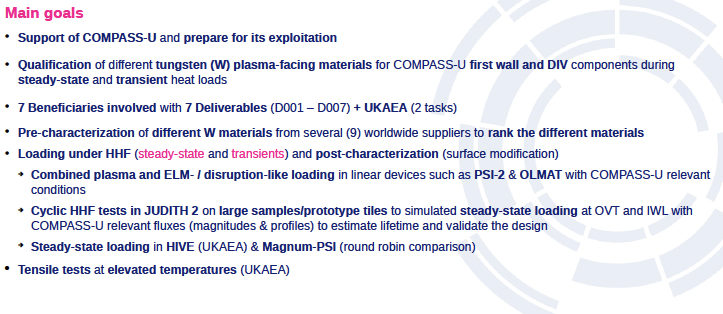 Main goals
• Support of COMPASS-U and prepare for its exploitation
• Qualification of different tungsten (W) plasma-facing materials for COMPASS-U first wall and DIV components during
steady-state and transient heat loads
• 7 Beneficiaries involved with 7 Deliverables (D001 – D007) + UKAEA (2 tasks)
• Pre-characterization of different W materials from several (9) worldwide suppliers to rank the different materials
• Loading under HHF (steady-state and transients) and post-characterization (surface modification)
➔ Combined plasma and ELM- / disruption-like loading in linear devices such as PSI-2 & OLMAT with COMPASS-U relevant
conditions
➔ Cyclic HHF tests in JUDITH 2 on large samples/prototype tiles to simulated steady-state loading at OVT and IWL with
COMPASS-U relevant fluxes (magnitudes & profiles) to estimate lifetime and validate the design
➔ Steady-state loading in HIVE (UKAEA) & Magnum-PSI (round robin comparison)
• Tensile tests at elevated temperatures (UKAEA)